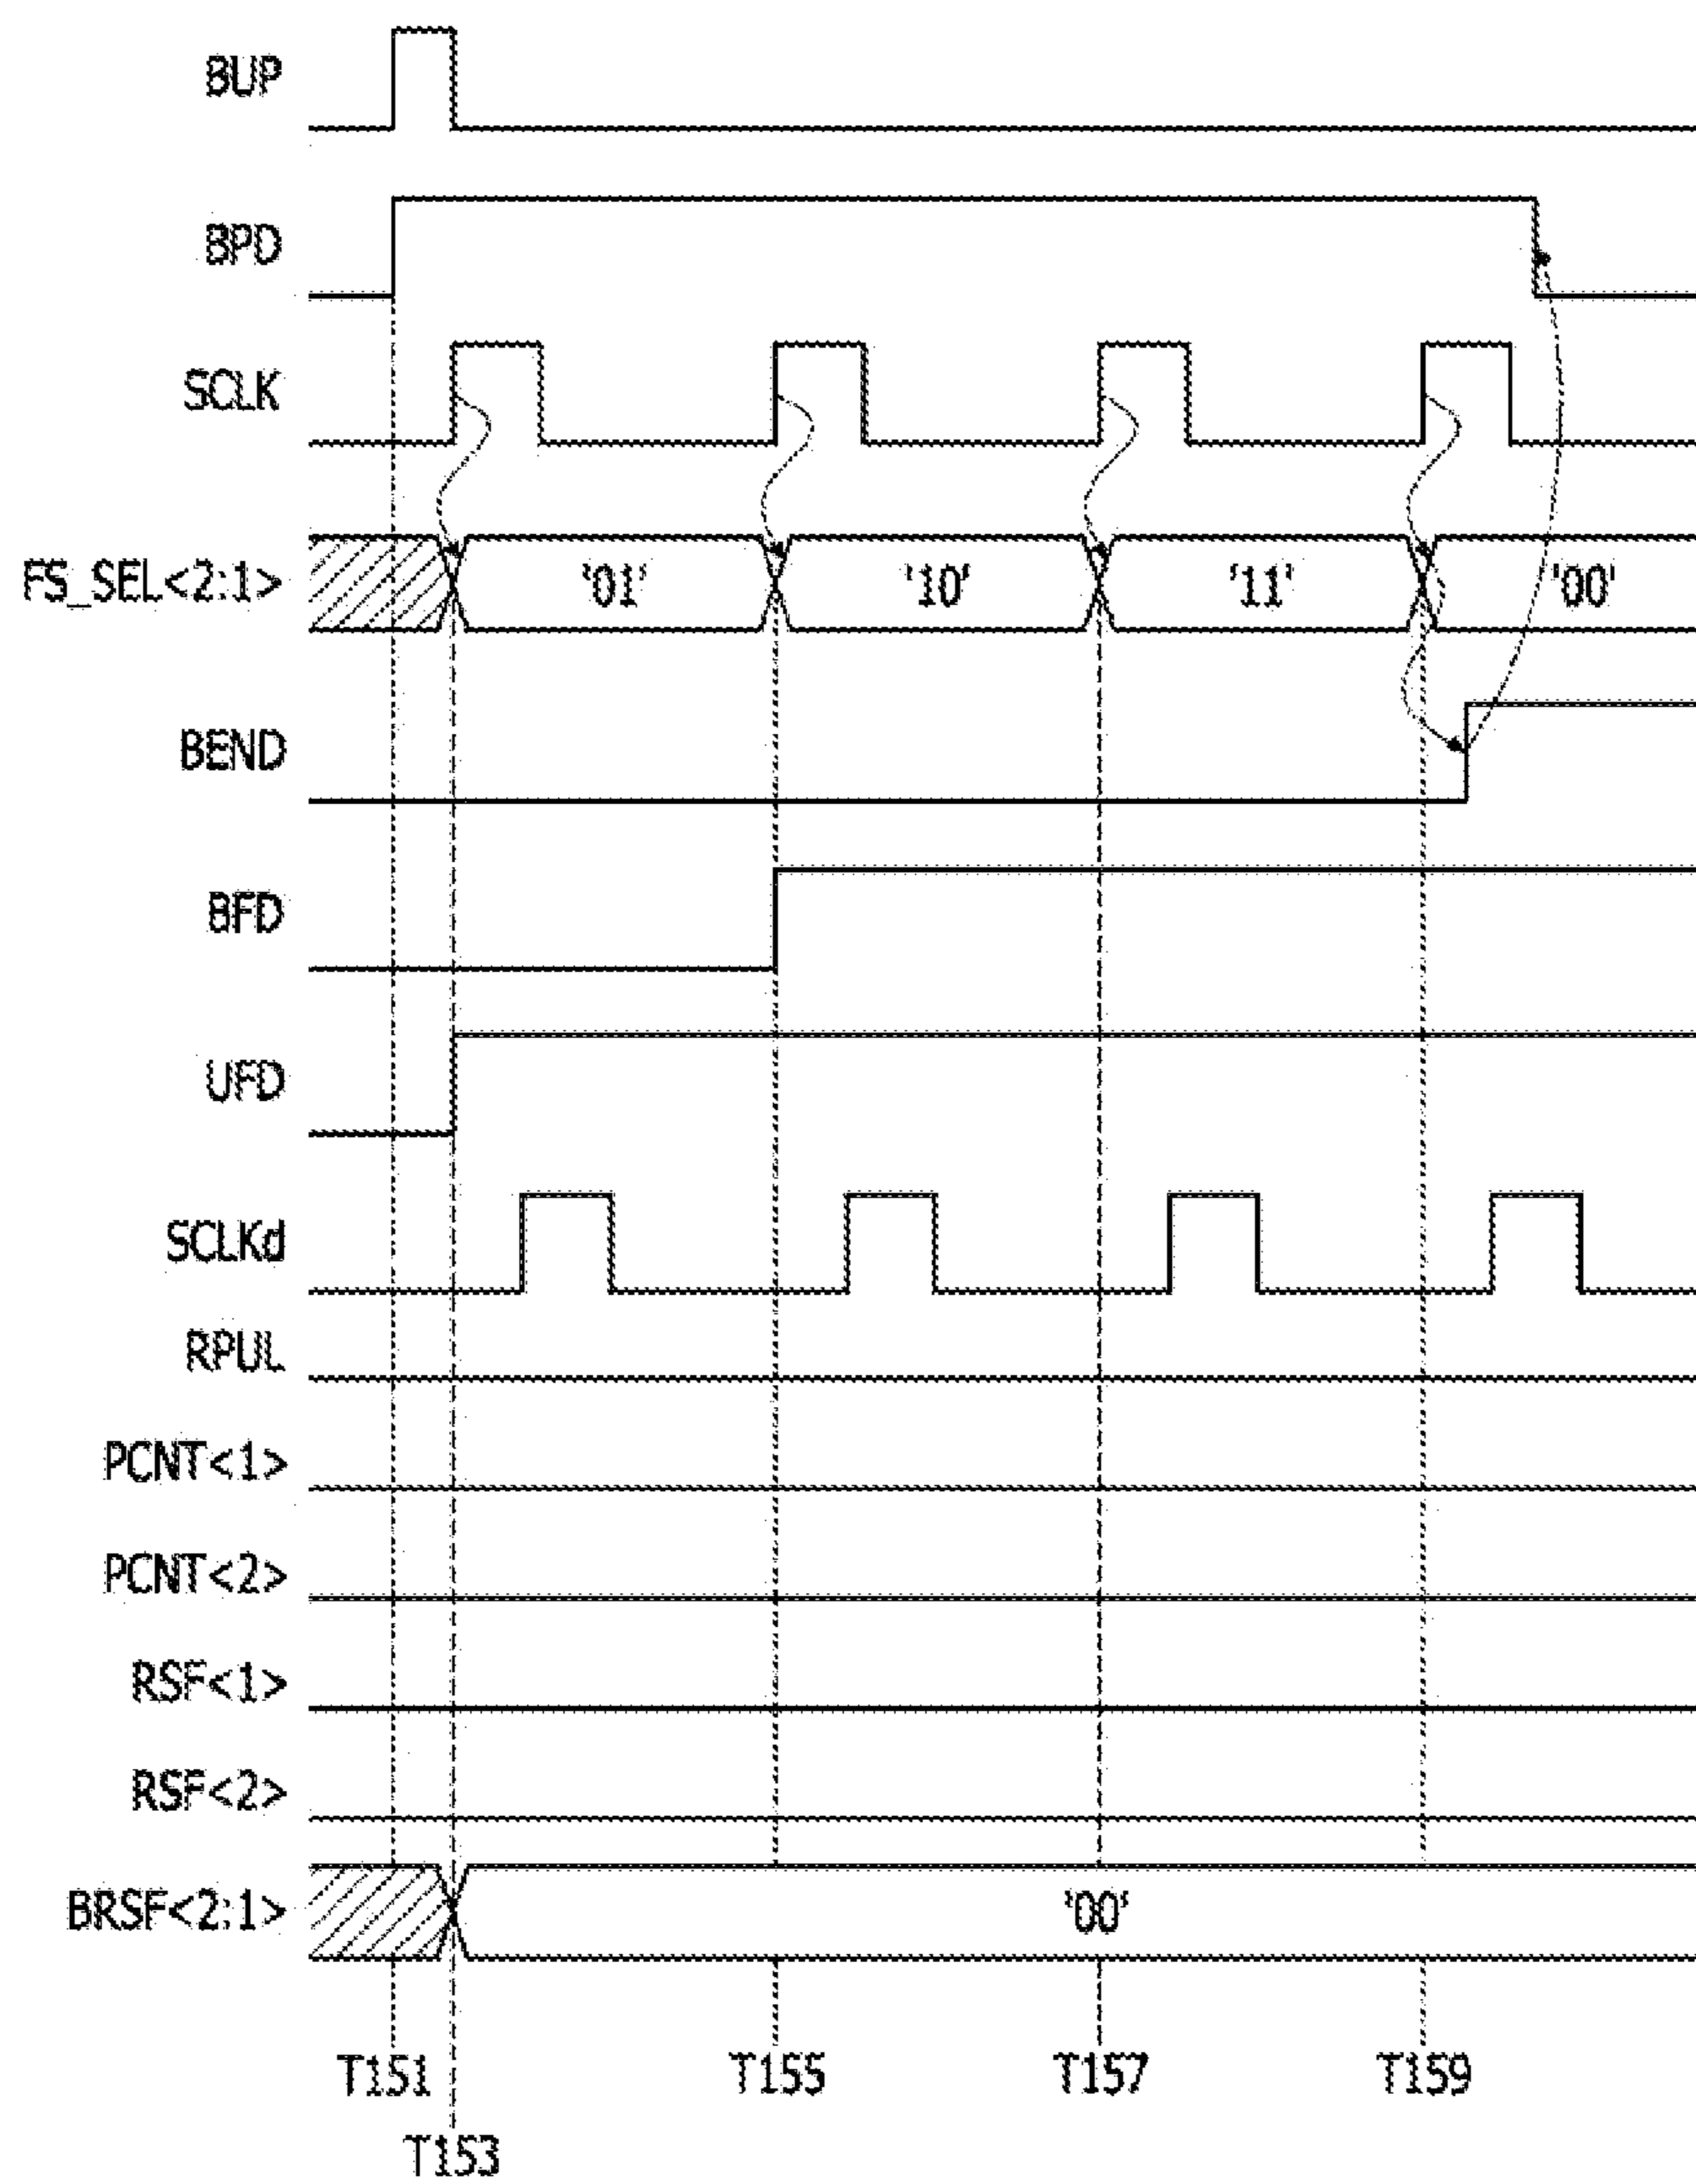 BUP
BPD
SCLK
FS_SEL<2:1> '01' '10' '11' '00'
BEND
BFD
UFD
SCLKd
RPUL
PCNT<1>
PCNT<2>
RSF<1>
RSF<2>
BRSF<2:1> '00'
T151 T155 T157 T159
T153